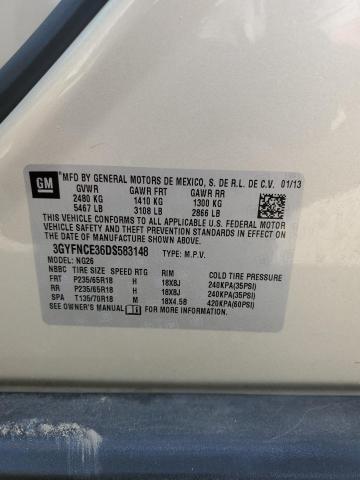 GM
MFD BY GENERAL MOTORS DE MEXICO, S. DE R.L. DE C.V. 01/13
GVWR GAWR FRT GAWR RR
2480 KG 1410 KG 1300 KG
5467 LB 3108 LB 2866 LB
THIS VEHICLE CONFORMS TO ALL APPLICABLE U.S. FEDERAL
MOTOR VEHICLE SAFETY AND THEFT PREVENTION STANDARDS
IN EFFECT ON THE DATE OF MANUFACTURE SHOWN ABOVE.
3GYFNCE36DS583148 TYPE: M.P.V.
MODEL: NG26
NBBC TIRE SIZE SPEED RTG RIM COLD TIRE PRESSURE
FRT P235/65R18 H 18X8J 240KPA(35PSI)
RR P235/65R18 H 18X8J 240KPA(35PSI)
SPA T135/70R18 M 18X4.5B 420KPA(60PSI)
SEE OWNER'S MANUAL FOR MORE INFORMATION.